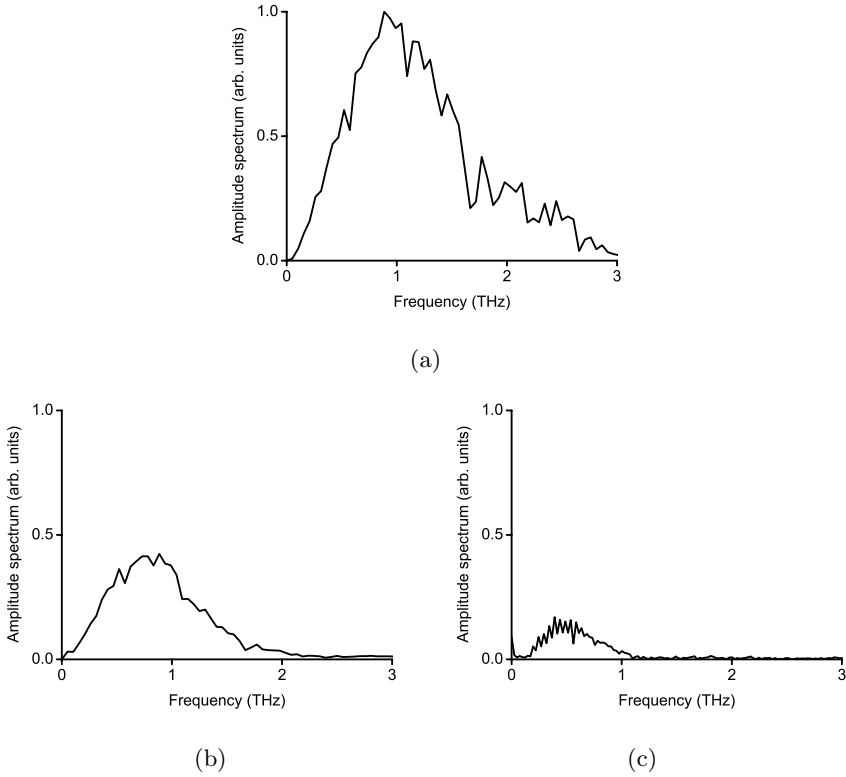 Amplitude spectrum (arb. units)
1.0
0.5
0.0
0 1 2 3
Frequency (THz)
(a)
Amplitude spectrum (arb. units)
1.0
0.5
0.0
0 1 2 3
Frequency (THz)
(b)
Amplitude spectrum (arb. units)
1.0
0.5
0.0
0 1 2 3
Frequency (THz)
(c)